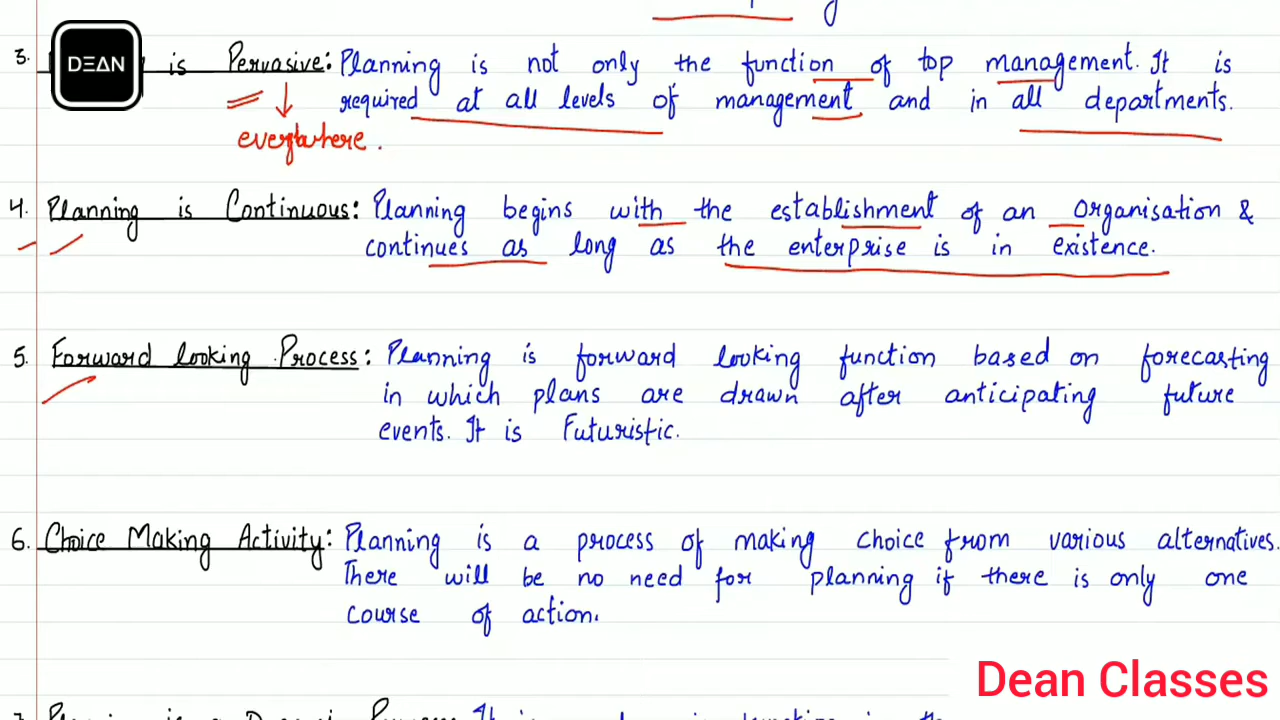 3. is Pervasive: Planning is not only the function of top management. It is
required at all levels of management and in all departments.
everywhere.
4. Planning is Continuous: Planning begins with the establishment of an Organisation &
continues as long as the enterprise is in existence.
5. Forward looking Process: Planning is forward looking function based on forecasting
in which plans are drawn after anticipating future
events. It is Futuristic.
6. Choice Making Activity: Planning is a process of making choice from various alternatives.
There will be no need for planning if there is only one
course of action.
DEAN
Dean Classes